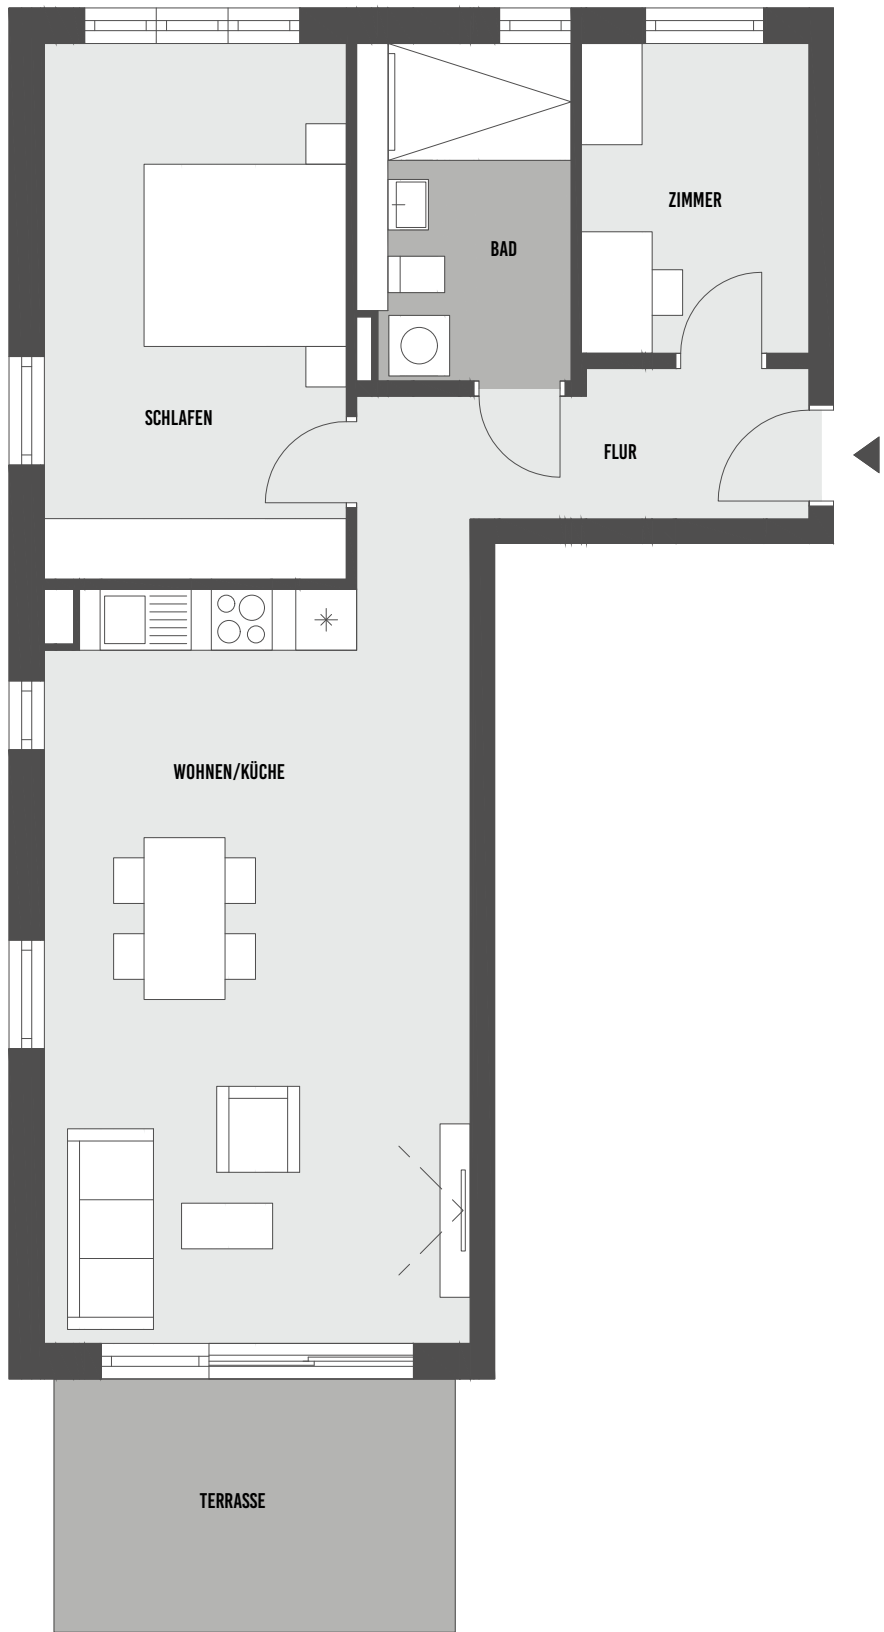 ZIMMER
BAD
SCHLAFEN
FLUR
WOHNEN/KÜCHE
TERRASSE